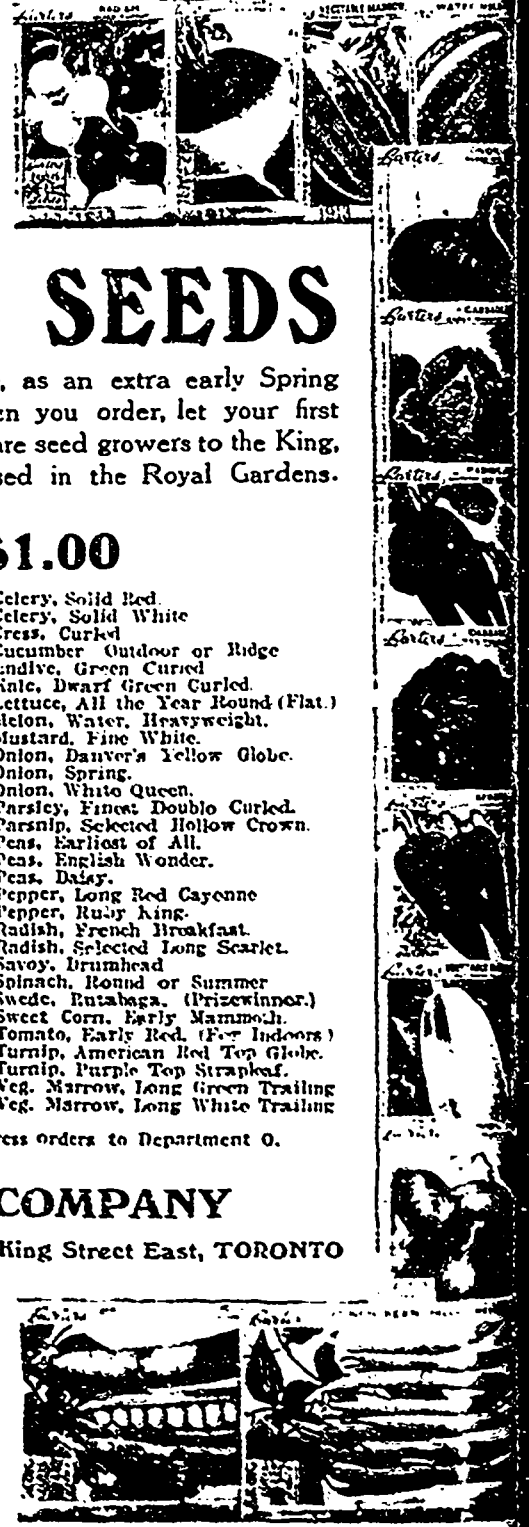 Carters
RADISH
SEEDS
, as an extra early Spring
en you order, let your first
are seed growers to the King,
sed in the Royal Gardens.
$1.00
Celery, Solid Red.
Celery, Solid White
Cress, Curled
Cucumber Outdoor or Ridge
Endive, Green Curled
Kale, Dwarf Green Curled.
Lettuce, All the Year Round (Flat.)
Melon, Water, Heavyweight.
Mustard, Fine White.
Onion, Danver's Yellow Globe.
Onion, Spring.
Onion, White Queen.
Parsley, Finest Double Curled.
Parsnip, Selected Hollow Crown.
Peas, Earliest of All.
Peas, English Wonder.
Peas, Daisy.
Pepper, Long Red Cayenne
Pepper, Ruby King.
Radish, French Breakfast.
Radish, Selected Long Scarlet.
Savoy, Drumhead
Spinach, Round or Summer
Swede, Rutabaga, (Prizewinner.)
Sweet Corn, Early Mammoth.
Tomato, Early Red. (For Indoors)
Turnip, American Red Top Globe.
Turnip, Purple Top Strapleaf.
Veg. Marrow, Long Green Trailing
Veg. Marrow, Long White Trailing
ress orders to Department O.
COMPANY
King Street East, TORONTO
Carters
Carters
Carters
Carters